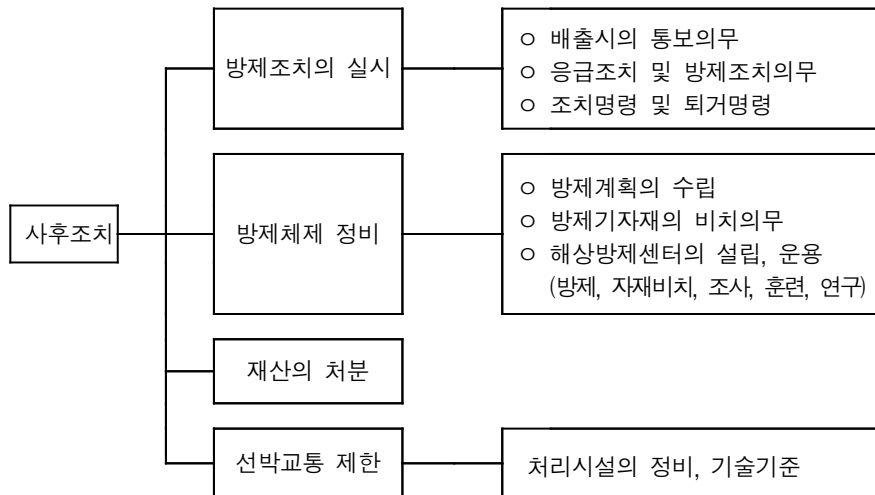 사후조치
방제조치의 실시
ㅇ 배출시의 통보의무
ㅇ 응급조치 및 방제조치의무
ㅇ 조치명령 및 퇴거명령
방제체제 정비
ㅇ 방제계획의 수립
ㅇ 방제기자재의 비치의무
ㅇ 해상방제센터의 설립, 운용
(방제, 자재비치, 조사, 훈련, 연구)
재산의 처분
선박교통 제한
처리시설의 정비, 기술기준